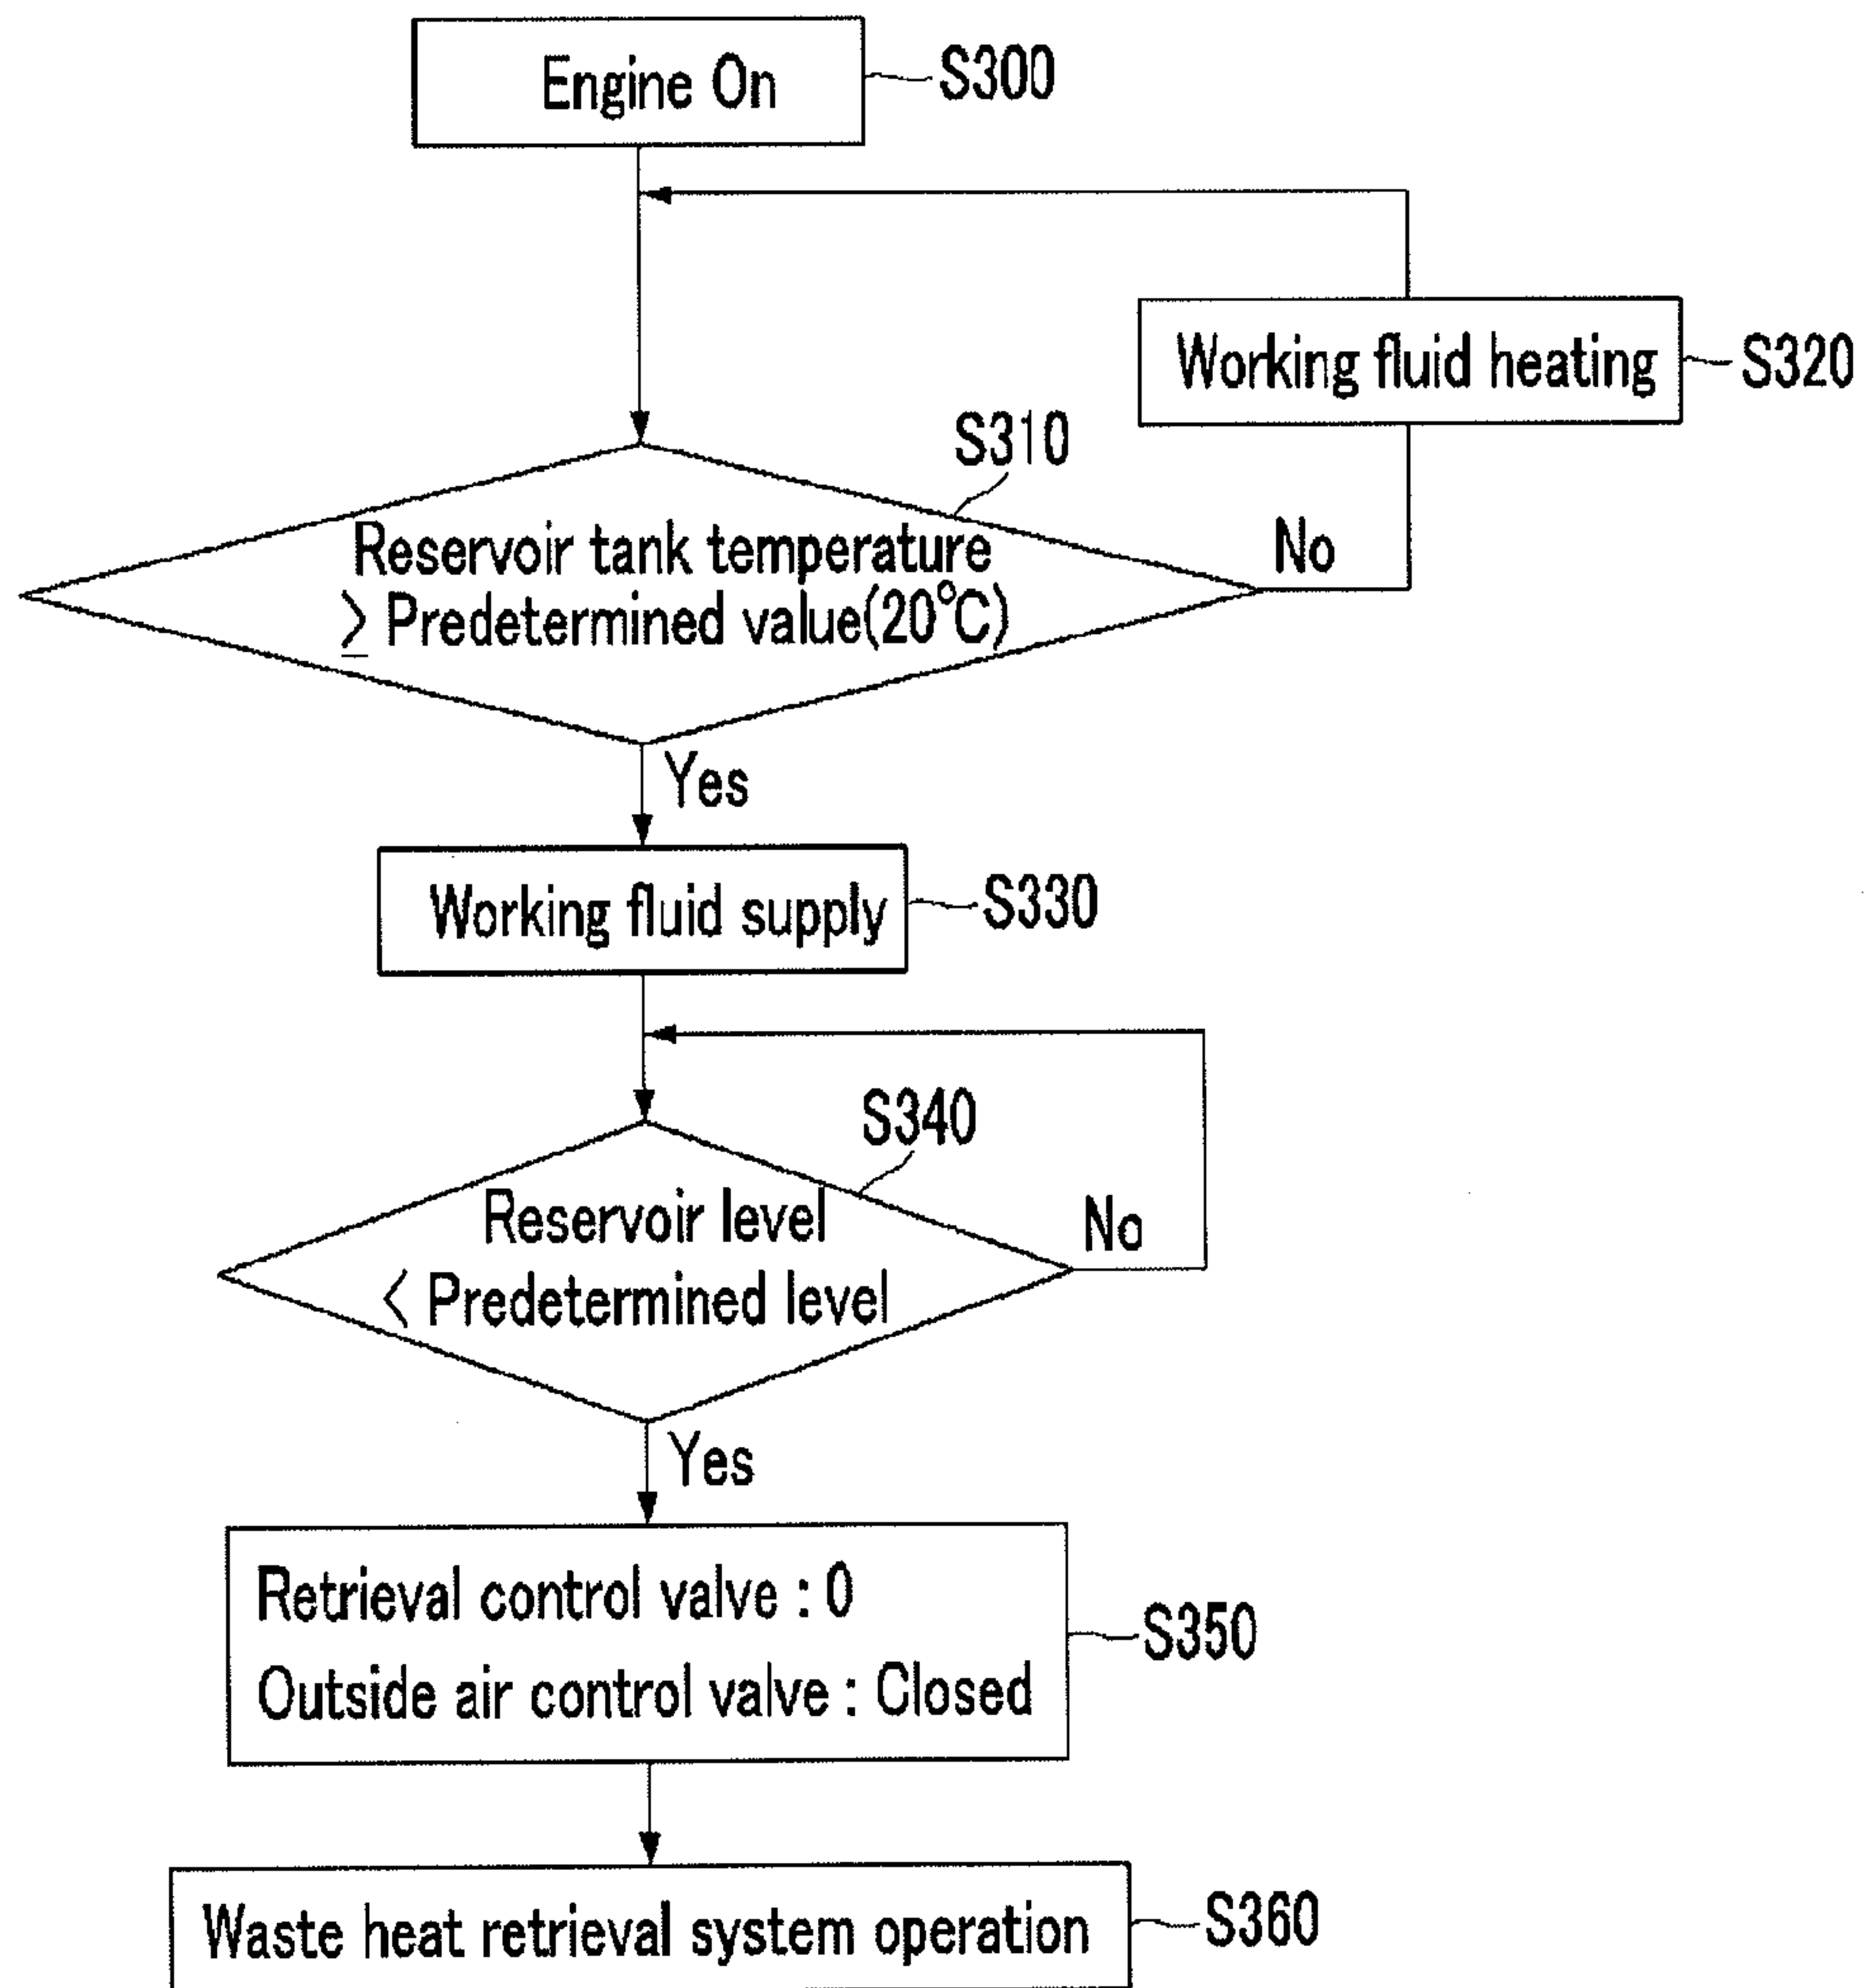 Engine On
S300
Working fluid heating
S320
S310
Reservoir tank temperature
≥ Predetermined value(20°C)
No
Yes
Working fluid supply
S330
S340
Reservoir level
< Predetermined level
No
Yes
Retrieval control valve : 0
Outside air control valve : Closed
S350
Waste heat retrieval system operation
S360